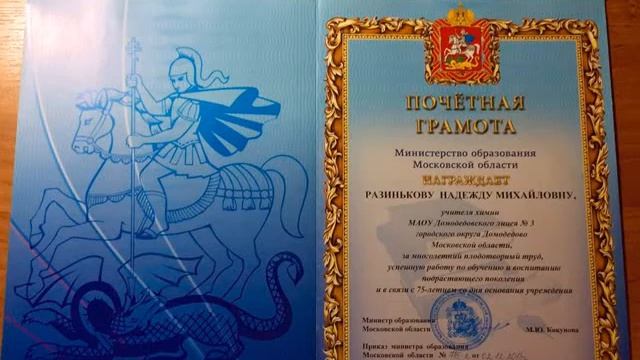 ПОЧЁТНАЯ
ГРАМОТА
Министерство образования
Московской области
НАГРАЖДАЕТ
РАЗИНЬКОВУ НАДЕЖДУ МИХАЙЛОВНУ,
учителя химии
МАОУ Домодедовского лицея № 3
городского округа Домодедово
Московской области,
за многолетний плодотворный труд,
успешную работу по обучению и воспитанию
подрастающего поколения
и в связи с 75-летием со дня основания учреждения
Министр образования
Московской области
М.Ю. Кокунова
Приказ министра образования
Московской области № от